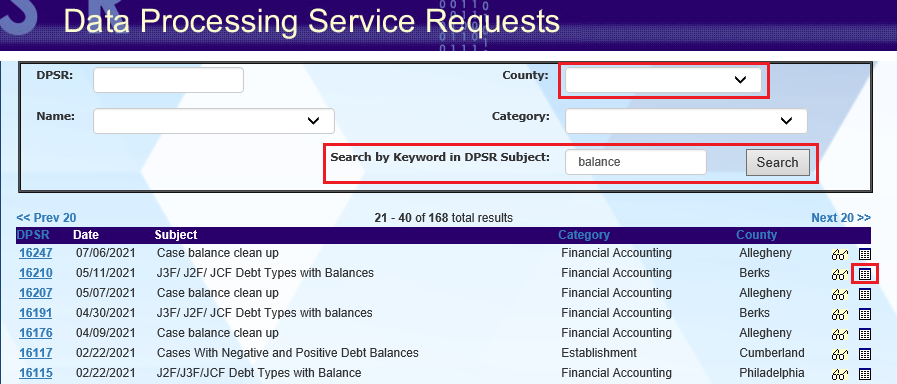 Data Processing Service Requests
DPSR:
County:
Name:
Category:
Search by Keyword in DPSR Subject: balance Search
<< Prev 20 21 - 40 of 168 total results Next 20 >>
DPSR Date Subject Category County
16247 07/06/2021 Case balance clean up Financial Accounting Allegheny
16210 05/11/2021 J3F/ J2F/ JCF Debt Types with Balances Financial Accounting Berks
16207 05/07/2021 Case balance clean up Financial Accounting Allegheny
16191 04/30/2021 J3F/ J2F/ JCF Debt Types with balances Financial Accounting Berks
16176 04/09/2021 Case balance clean up Financial Accounting Allegheny
16117 02/22/2021 Cases With Negative and Positive Debt Balances Establishment Cumberland
16115 02/22/2021 J2F/J3F/JCF Debt Types with Balance Financial Accounting Philadelphia